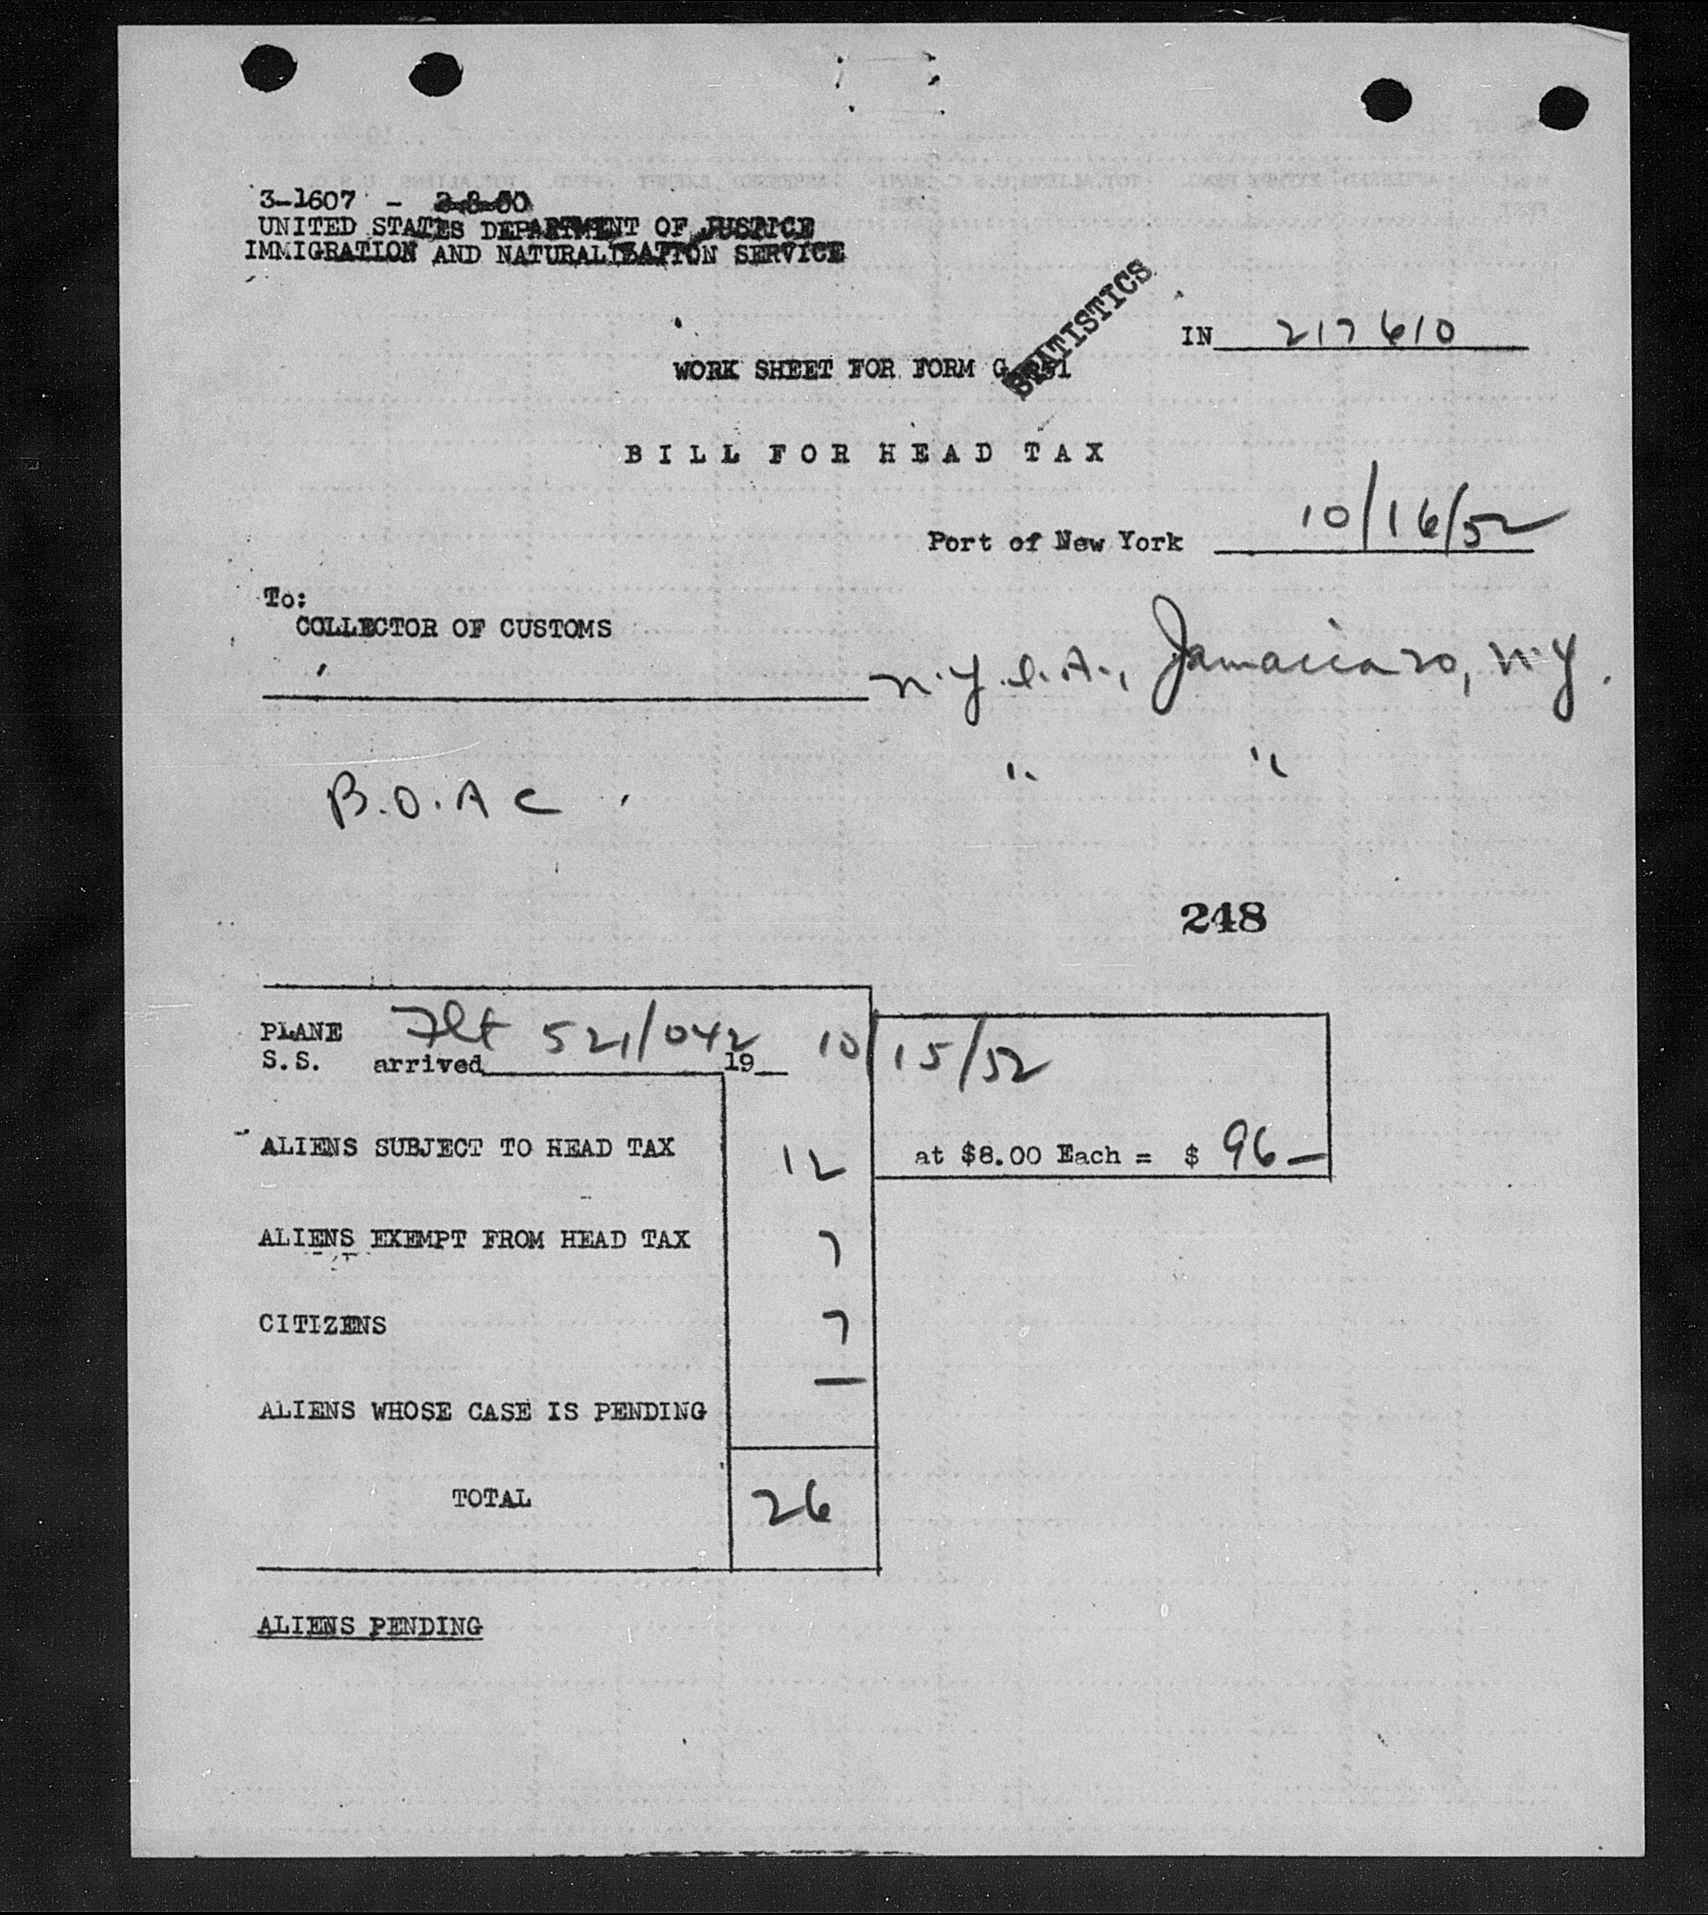 3-1607 - 2-8-50
UNITED STATES DEPARTMENT OF JUSTICE
IMMIGRATION AND NATURALIZATION SERVICE
STATISTICS
IN 217610
WORK SHEET FOR FORM
BILL FOR HEAD TAX
Port of New York 10/16/52
To:
COLLECTOR OF CUSTOMS
N.Y.I.A., Jamaica 20, N.Y.
B.O.A C " "
248
PLANE Flt 521/042 10/15/52
S.S. arrived 19
ALIENS SUBJECT TO HEAD TAX 12 at $8.00 Each = $ 96—
ALIENS EXEMPT FROM HEAD TAX 7
CITIZENS 7
ALIENS WHOSE CASE IS PENDING —
TOTAL 26
ALIENS PENDING